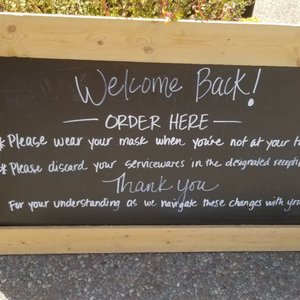 Welcome Back!
— ORDER HERE —
*Please wear your mask when you're not at your
*Please discard your servicewares in the designated
Thank you
For your understanding as we navigate these changes with